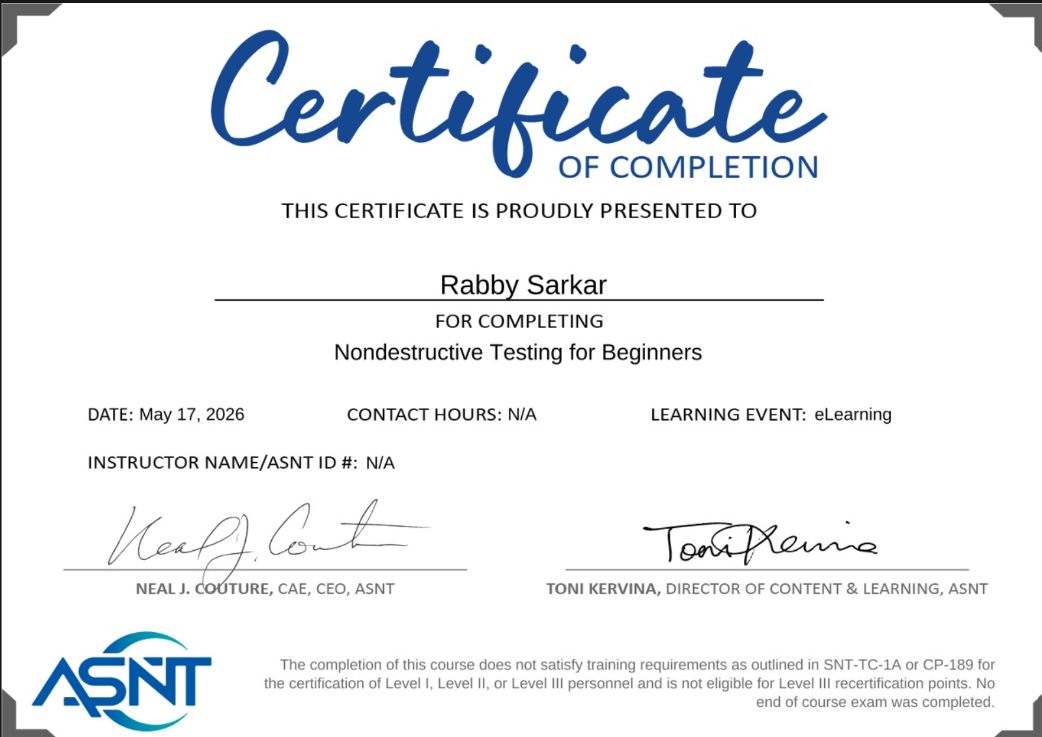 Certificate
OF COMPLETION
THIS CERTIFICATE IS PROUDLY PRESENTED TO
Rabby Sarkar
FOR COMPLETING
Nondestructive Testing for Beginners
DATE: May 17, 2026 CONTACT HOURS: N/A LEARNING EVENT: eLearning
INSTRUCTOR NAME/ASNT ID #: N/A
Neal J. Couture Toni Kervina
NEAL J. COUTURE, CAE, CEO, ASNT TONI KERVINA, DIRECTOR OF CONTENT & LEARNING, ASNT
ASNT
The completion of this course does not satisfy training requirements as outlined in SNT-TC-1A or CP-189 for
the certification of Level I, Level II, or Level III personnel and is not eligible for Level III recertification points. No
end of course exam was completed.